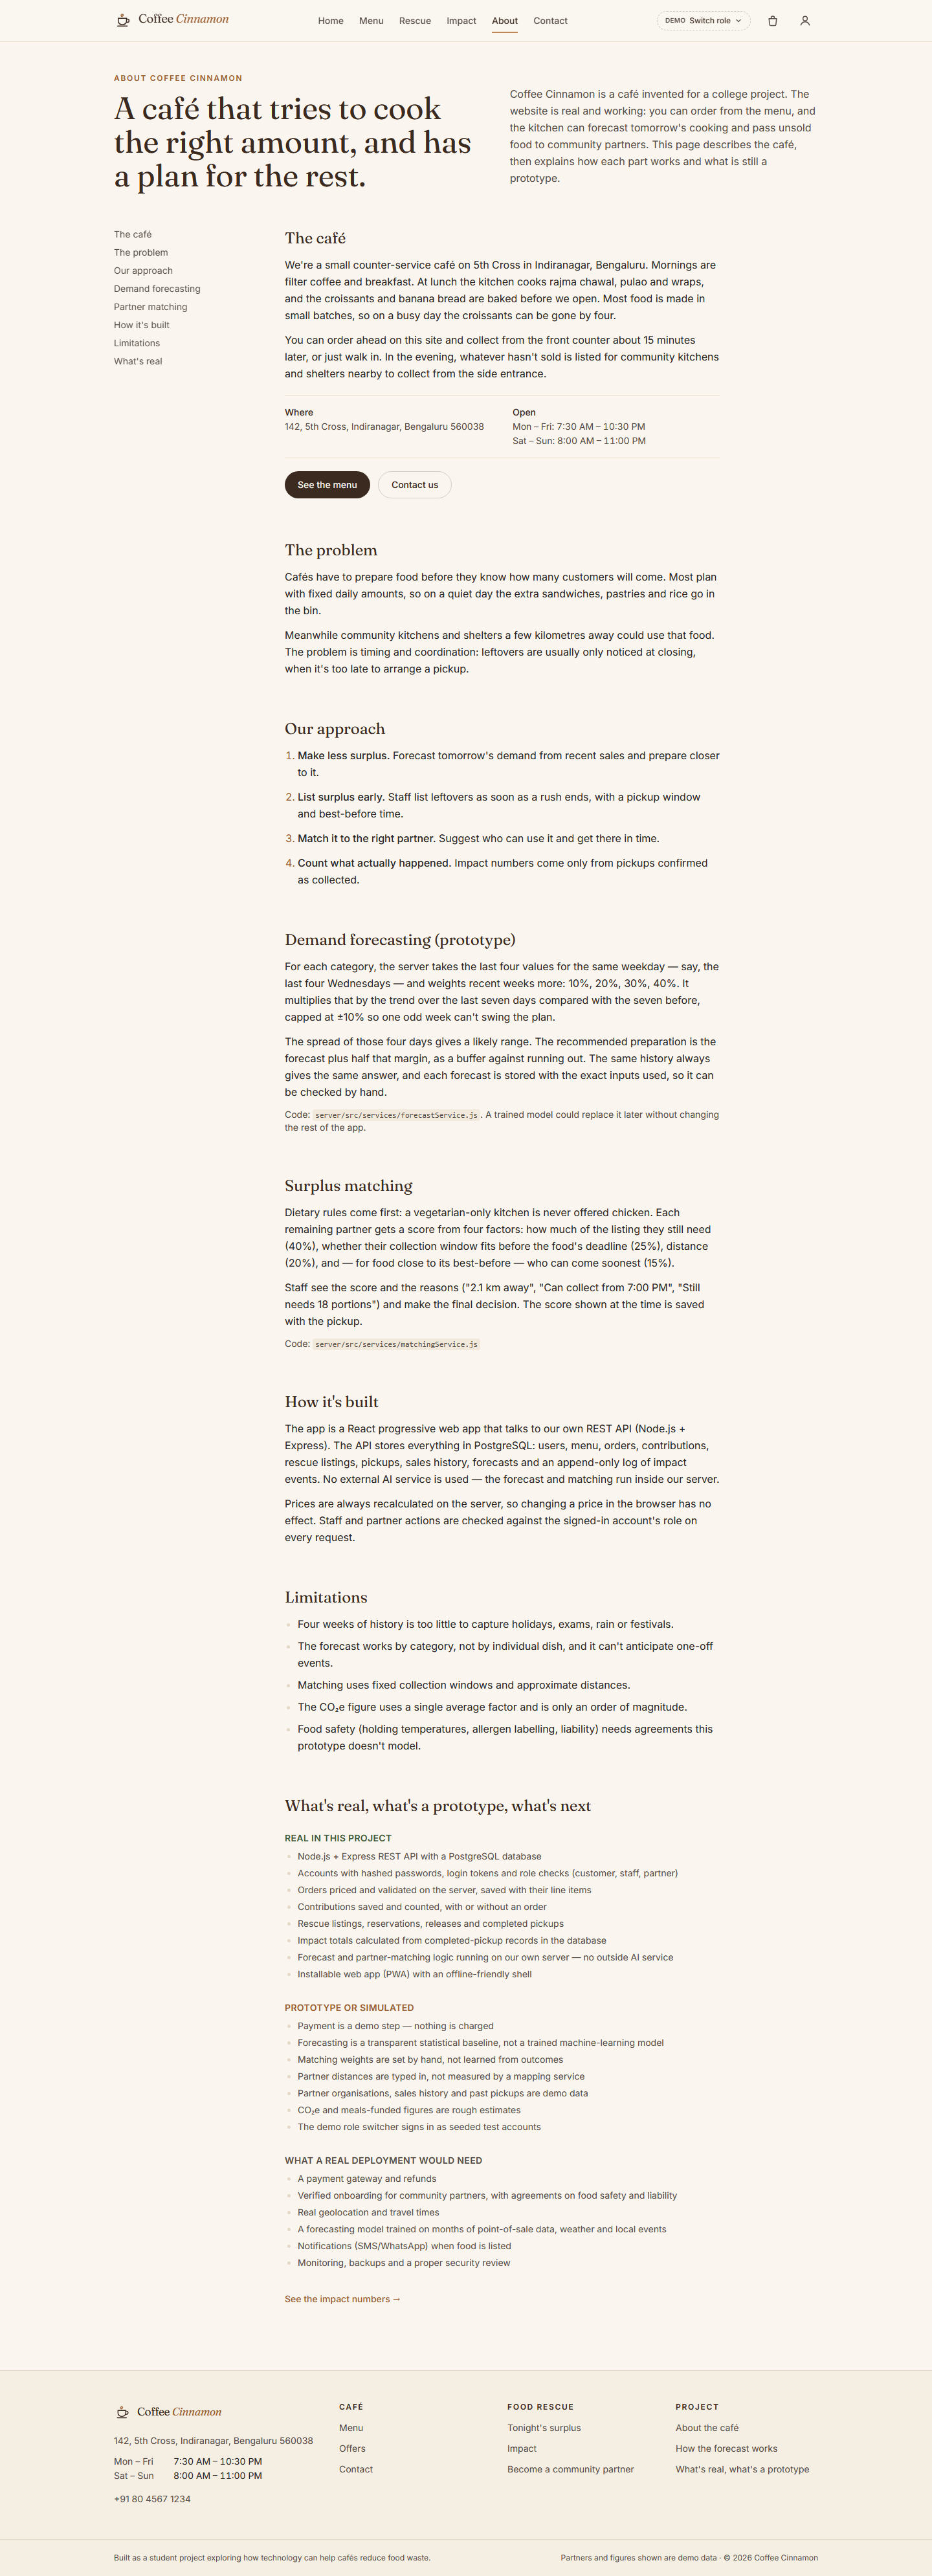 Coffee Cinnamon
Home Menu Rescue Impact About Contact
DEMO Switch role
ABOUT COFFEE CINNAMON
A café that tries to cook
the right amount, and has
a plan for the rest.
Coffee Cinnamon is a café invented for a college project. The
website is real and working: you can order from the menu, and
the kitchen can forecast tomorrow's cooking and pass unsold
food to community partners. This page describes the café,
then explains how each part works and what is still a
prototype.
The café
The problem
Our approach
Demand forecasting
Partner matching
How it's built
Limitations
What's real
The café
We're a small counter-service café on 5th Cross in Indiranagar, Bengaluru. Mornings are
filter coffee and breakfast. At lunch the kitchen cooks rajma chawal, pulao and wraps,
and the croissants and banana bread are baked before we open. Most food is made in
small batches, so on a busy day the croissants can be gone by four.
You can order ahead on this site and collect from the front counter about 15 minutes
later, or just walk in. In the evening, whatever hasn't sold is listed for community kitchens
and shelters nearby to collect from the side entrance.
Where
142, 5th Cross, Indiranagar, Bengaluru 560038
Open
Mon – Fri: 7:30 AM – 10:30 PM
Sat – Sun: 8:00 AM – 11:00 PM
See the menu
Contact us
The problem
Cafés have to prepare food before they know how many customers will come. Most plan
with fixed daily amounts, so on a quiet day the extra sandwiches, pastries and rice go in
the bin.
Meanwhile community kitchens and shelters a few kilometres away could use that food.
The problem is timing and coordination: leftovers are usually only noticed at closing,
when it's too late to arrange a pickup.
Our approach
1. Make less surplus. Forecast tomorrow's demand from recent sales and prepare closer
to it.
2. List surplus early. Staff list leftovers as soon as a rush ends, with a pickup window
and best-before time.
3. Match it to the right partner. Suggest who can use it and get there in time.
4. Count what actually happened. Impact numbers come only from pickups confirmed
as collected.
Demand forecasting (prototype)
For each category, the server takes the last four values for the same weekday — say, the
last four Wednesdays — and weights recent weeks more: 10%, 20%, 30%, 40%. It
multiplies that by the trend over the last seven days compared with the seven before,
capped at ±10% so one odd week can't swing the plan.
The spread of those four days gives a likely range. The recommended preparation is the
forecast plus half that margin, as a buffer against running out. The same history always
gives the same answer, and each forecast is stored with the exact inputs used, so it can
be checked by hand.
Code: server/src/services/forecastService.js. A trained model could replace it later without changing
the rest of the app.
Surplus matching
Dietary rules come first: a vegetarian-only kitchen is never offered chicken. Each
remaining partner gets a score from four factors: how much of the listing they still need
(40%), whether their collection window fits before the food's deadline (25%), distance
(20%), and — for food close to its best-before — who can come soonest (15%).
Staff see the score and the reasons ("2.1 km away", "Can collect from 7:00 PM", "Still
needs 18 portions") and make the final decision. The score shown at the time is saved
with the pickup.
Code: server/src/services/matchingService.js
How it's built
The app is a React progressive web app that talks to our own REST API (Node.js +
Express). The API stores everything in PostgreSQL: users, menu, orders, contributions,
rescue listings, pickups, sales history, forecasts and an append-only log of impact
events. No external AI service is used — the forecast and matching run inside our server.
Prices are always recalculated on the server, so changing a price in the browser has no
effect. Staff and partner actions are checked against the signed-in account's role on
every request.
Limitations
Four weeks of history is too little to capture holidays, exams, rain or festivals.
The forecast works by category, not by individual dish, and it can't anticipate one-off
events.
Matching uses fixed collection windows and approximate distances.
The CO₂e figure uses a single average factor and is only an order of magnitude.
Food safety (holding temperatures, allergen labelling, liability) needs agreements this
prototype doesn't model.
What's real, what's a prototype, what's next
REAL IN THIS PROJECT
Node.js + Express REST API with a PostgreSQL database
Accounts with hashed passwords, login tokens and role checks (customer, staff, partner)
Orders priced and validated on the server, saved with their line items
Contributions saved and counted, with or without an order
Rescue listings, reservations, releases and completed pickups
Impact totals calculated from completed-pickup records in the database
Forecast and partner-matching logic running on our own server — no outside AI service
Installable web app (PWA) with an offline-friendly shell
PROTOTYPE OR SIMULATED
Payment is a demo step — nothing is charged
Forecasting is a transparent statistical baseline, not a trained machine-learning model
Matching weights are set by hand, not learned from outcomes
Partner distances are typed in, not measured by a mapping service
Partner organisations, sales history and past pickups are demo data
CO₂e and meals-funded figures are rough estimates
The demo role switcher signs in as seeded test accounts
WHAT A REAL DEPLOYMENT WOULD NEED
A payment gateway and refunds
Verified onboarding for community partners, with agreements on food safety and liability
Real geolocation and travel times
A forecasting model trained on months of point-of-sale data, weather and local events
Notifications (SMS/WhatsApp) when food is listed
Monitoring, backups and a proper security review
See the impact numbers →
Coffee Cinnamon
142, 5th Cross, Indiranagar, Bengaluru 560038
Mon – Fri 7:30 AM – 10:30 PM
Sat – Sun 8:00 AM – 11:00 PM
+91 80 4567 1234
CAFÉ
Menu
Offers
Contact
FOOD RESCUE
Tonight's surplus
Impact
Become a community partner
PROJECT
About the café
How the forecast works
What's real, what's a prototype
Built as a student project exploring how technology can help cafés reduce food waste.
Partners and figures shown are demo data · © 2026 Coffee Cinnamon